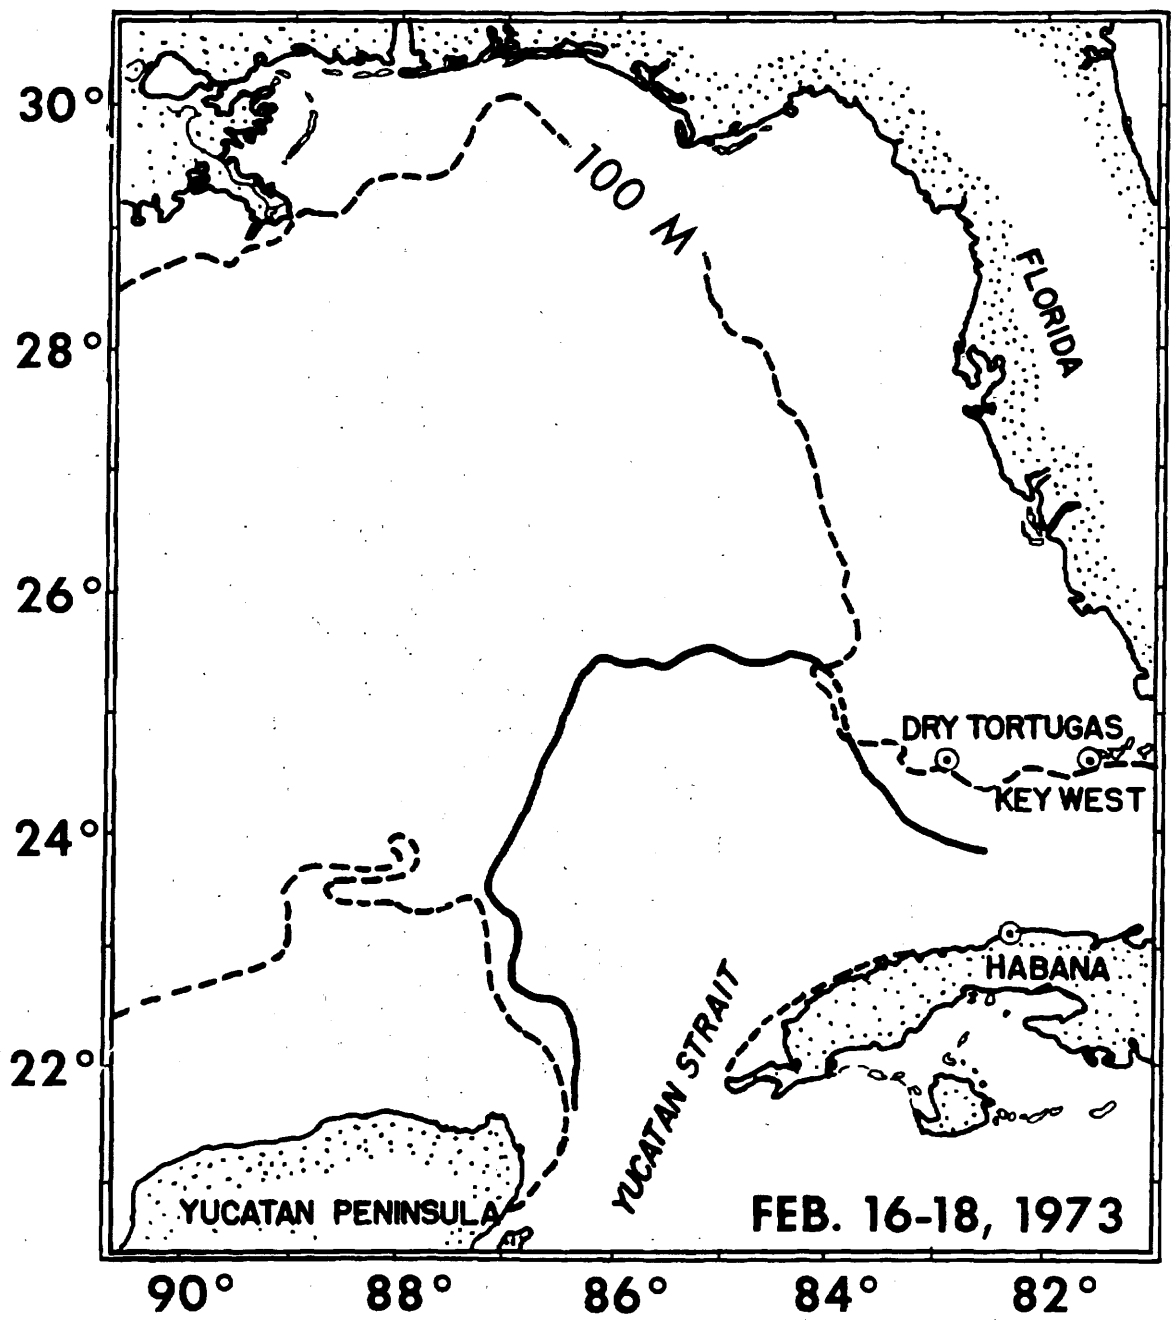 30°
100 M
FLORIDA
28°
26°
DRY TORTUGAS
KEY WEST
24°
HABANA
YUCATAN STRAIT
22°
YUCATAN PENINSULA
FEB. 16-18, 1973
90° 88° 86° 84° 82°